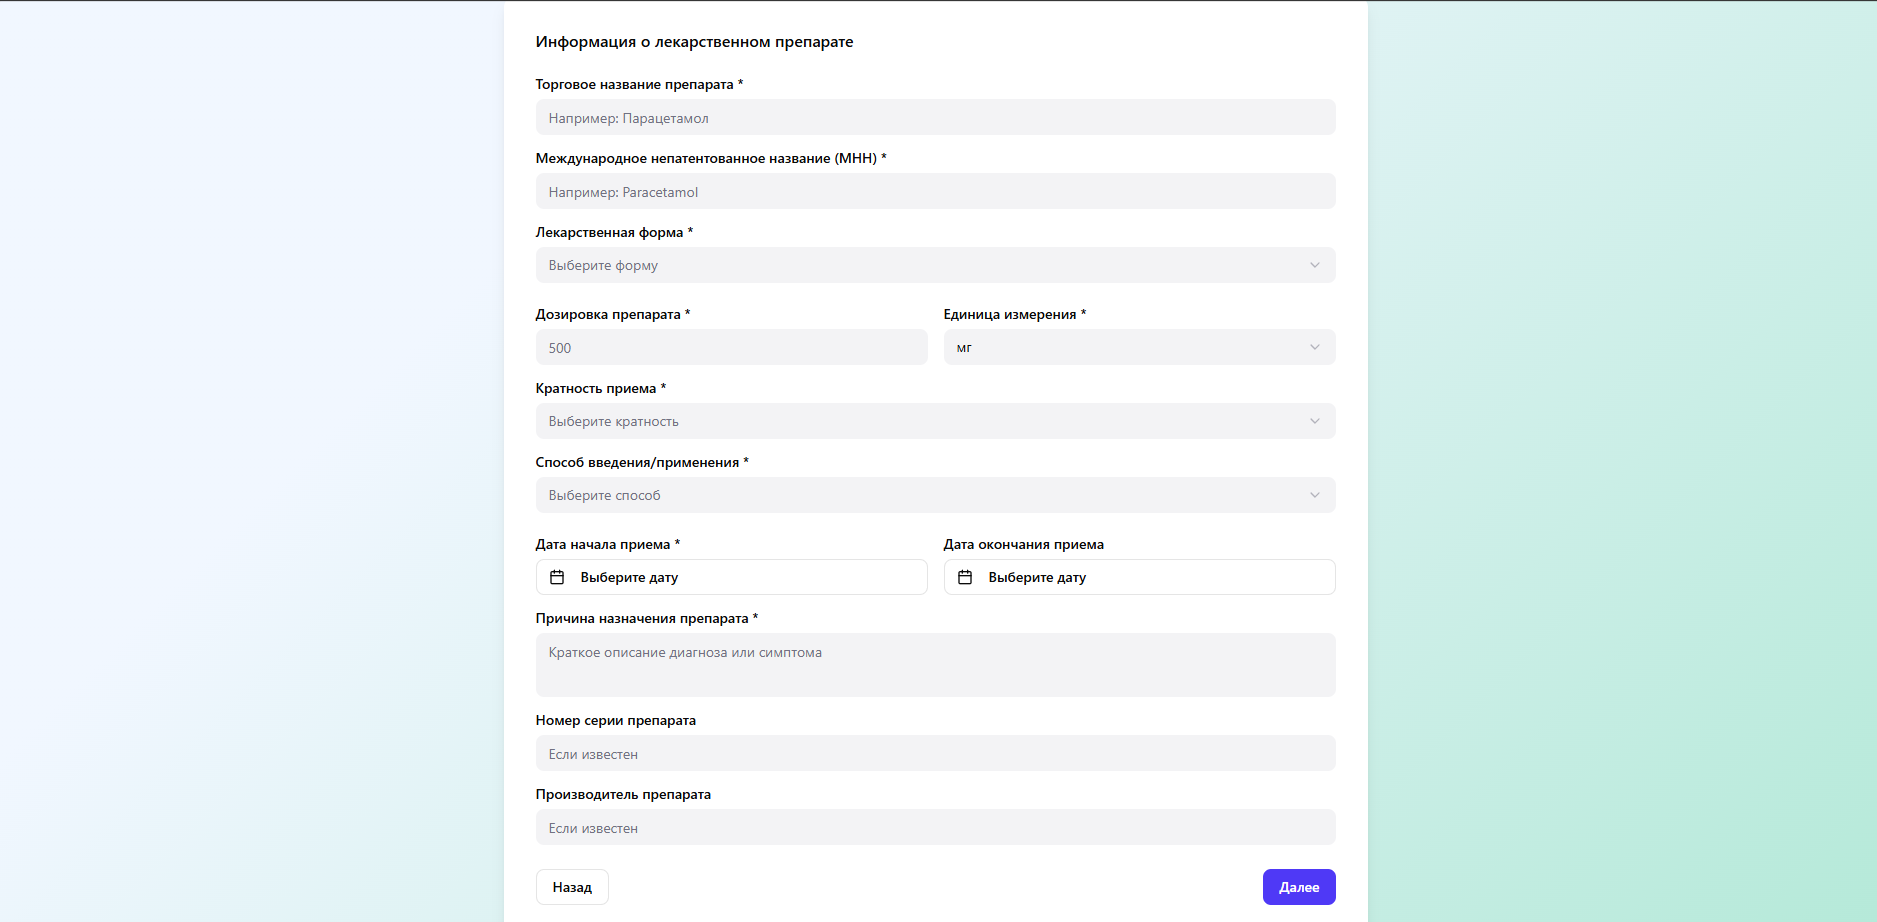 Информация о лекарственном препарате
Торговое название препарата *
Например: Парацетамол
Международное непатентованное название (МНН) *
Например: Paracetamol
Лекарственная форма *
Выберите форму
Дозировка препарата *
500
Единица измерения *
мг
Кратность приема *
Выберите кратность
Способ введения/применения *
Выберите способ
Дата начала приема *
Выберите дату
Дата окончания приема
Выберите дату
Причина назначения препарата *
Краткое описание диагноза или симптома
Номер серии препарата
Если известен
Производитель препарата
Если известен
Назад
Далее